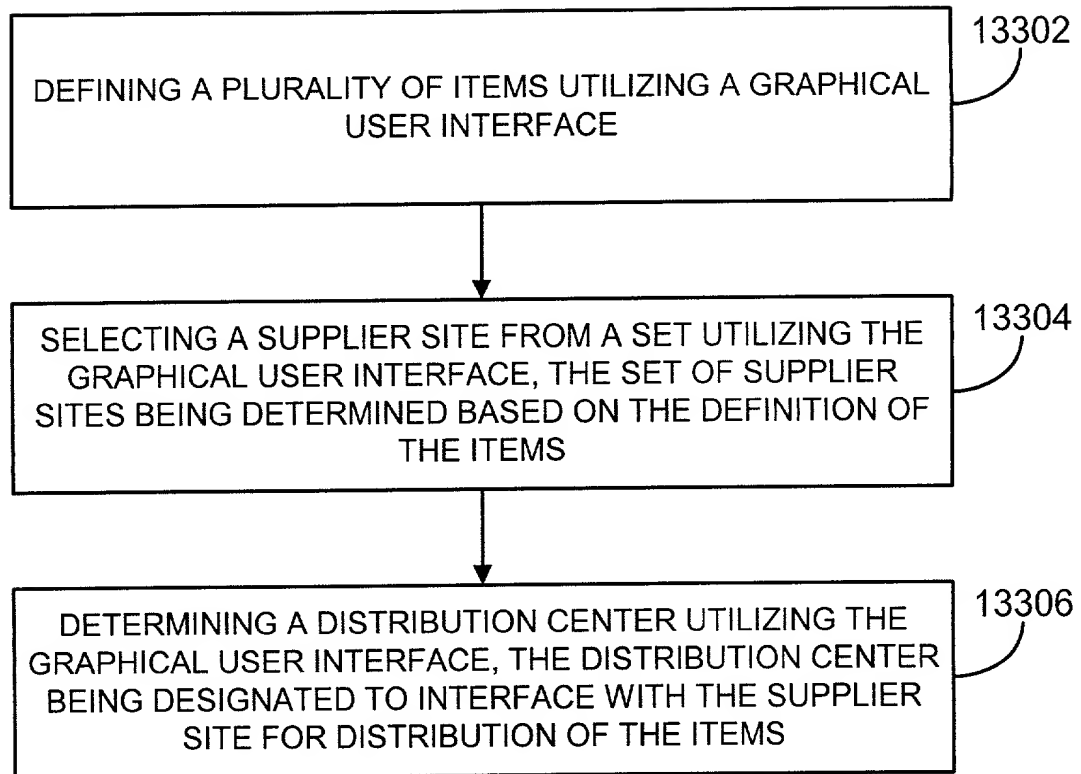 13302
DEFINING A PLURALITY OF ITEMS UTILIZING A GRAPHICAL
USER INTERFACE
13304
SELECTING A SUPPLIER SITE FROM A SET UTILIZING THE
GRAPHICAL USER INTERFACE, THE SET OF SUPPLIER
SITES BEING DETERMINED BASED ON THE DEFINITION OF
THE ITEMS
13306
DETERMINING A DISTRIBUTION CENTER UTILIZING THE
GRAPHICAL USER INTERFACE, THE DISTRIBUTION CENTER
BEING DESIGNATED TO INTERFACE WITH THE SUPPLIER
SITE FOR DISTRIBUTION OF THE ITEMS